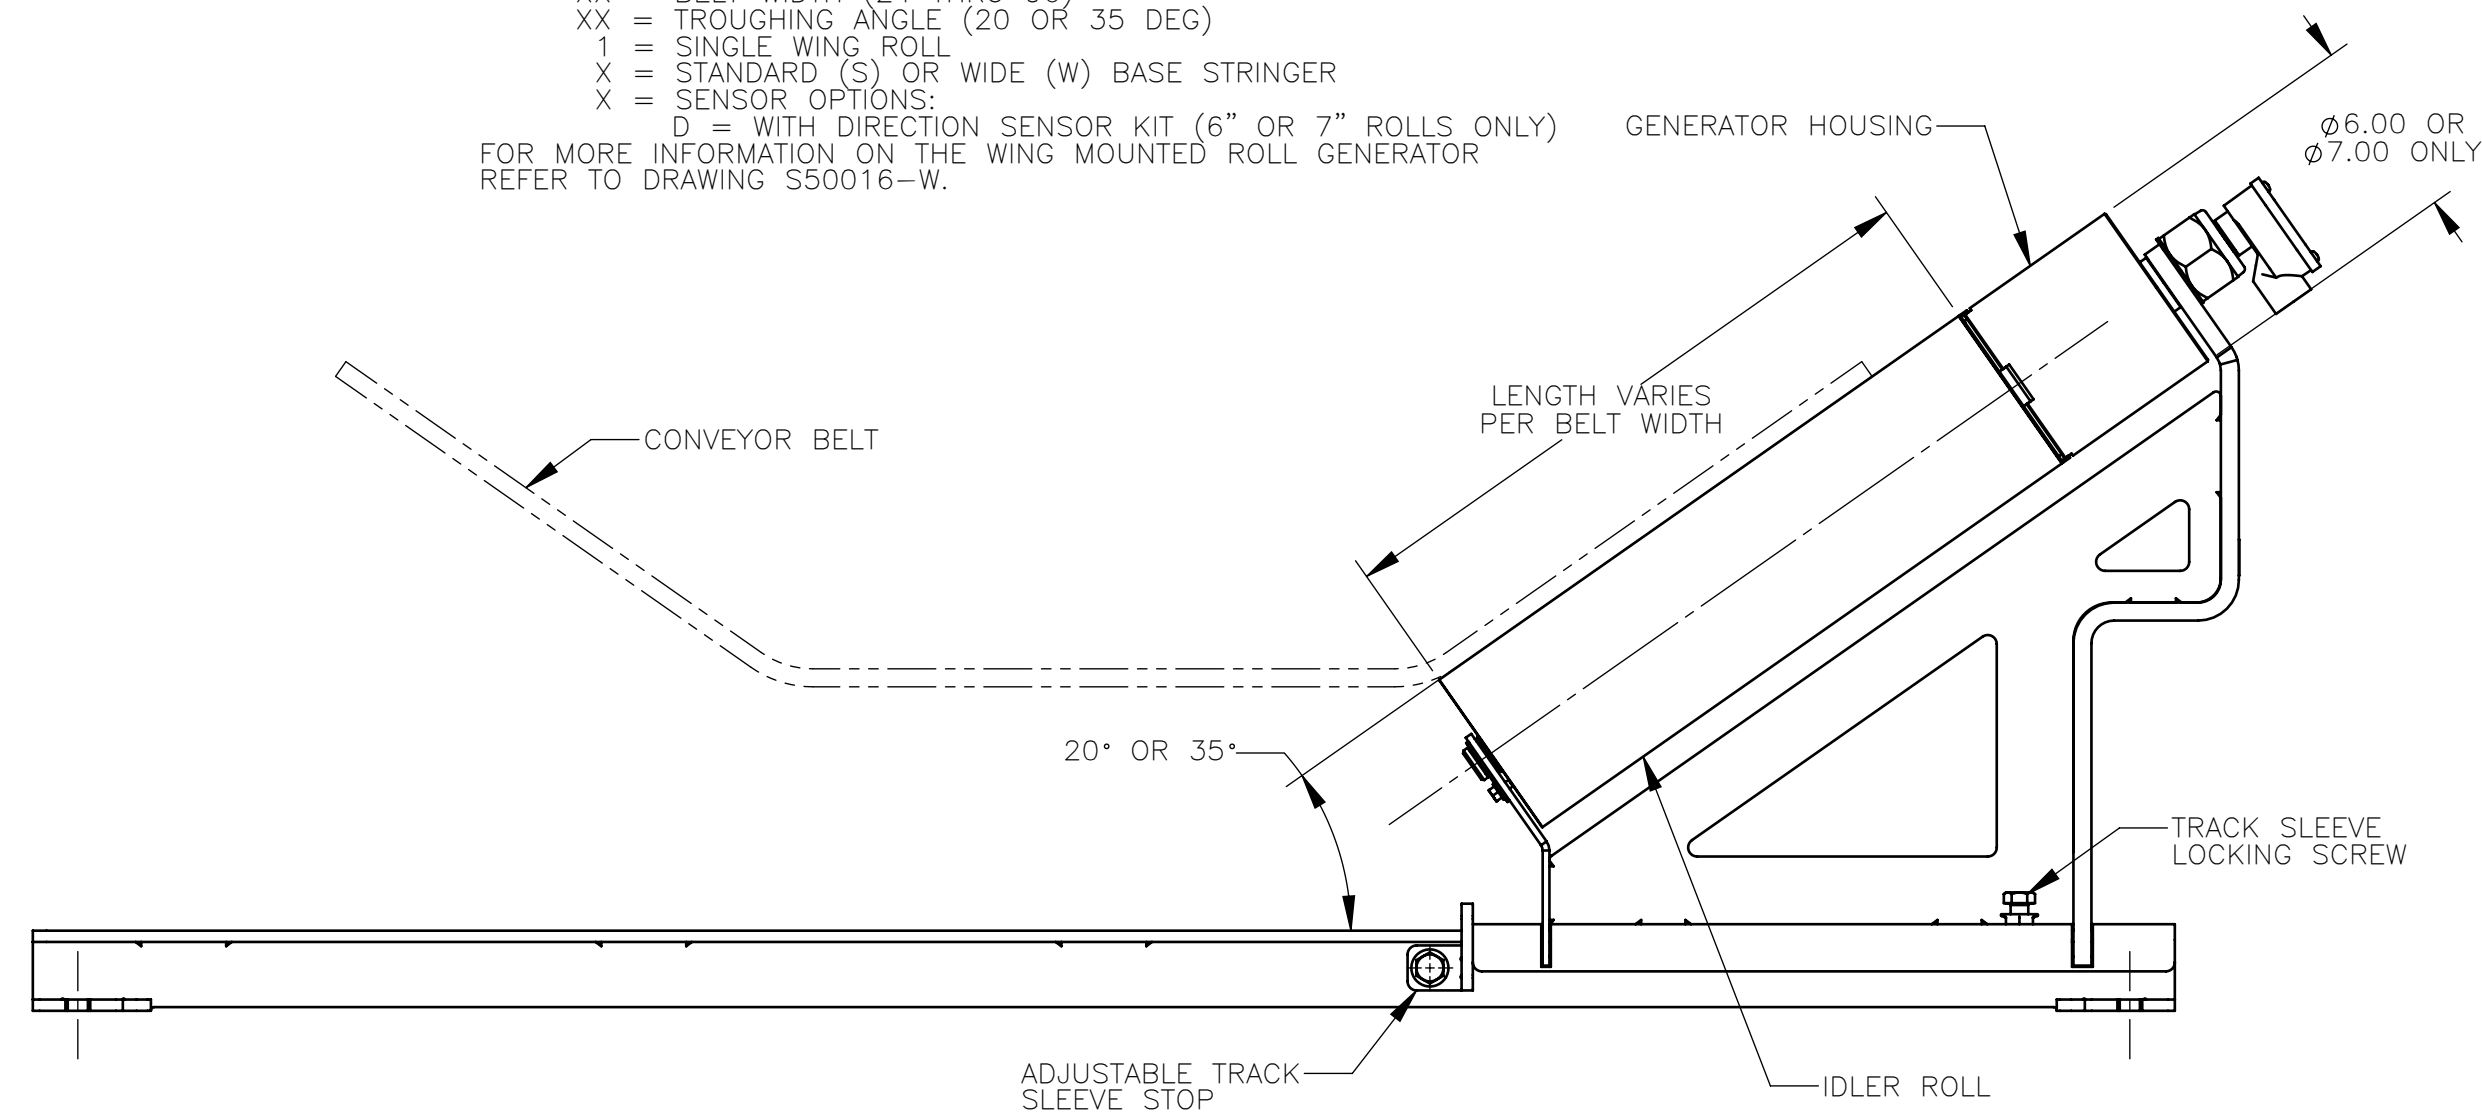 XX = TROUGHING ANGLE (20 OR 35 DEG)
1 = SINGLE WING ROLL
X = STANDARD (S) OR WIDE (W) BASE STRINGER
X = SENSOR OPTIONS:
D = WITH DIRECTION SENSOR KIT (6” OR 7” ROLLS ONLY)
FOR MORE INFORMATION ON THE WING MOUNTED ROLL GENERATOR
REFER TO DRAWING S50016-W.
GENERATOR HOUSING
⌀6.00 OR
⌀7.00 ONLY
LENGTH VARIES
PER BELT WIDTH
CONVEYOR BELT
20° OR 35°
TRACK SLEEVE
LOCKING SCREW
ADJUSTABLE TRACK
SLEEVE STOP
IDLER ROLL